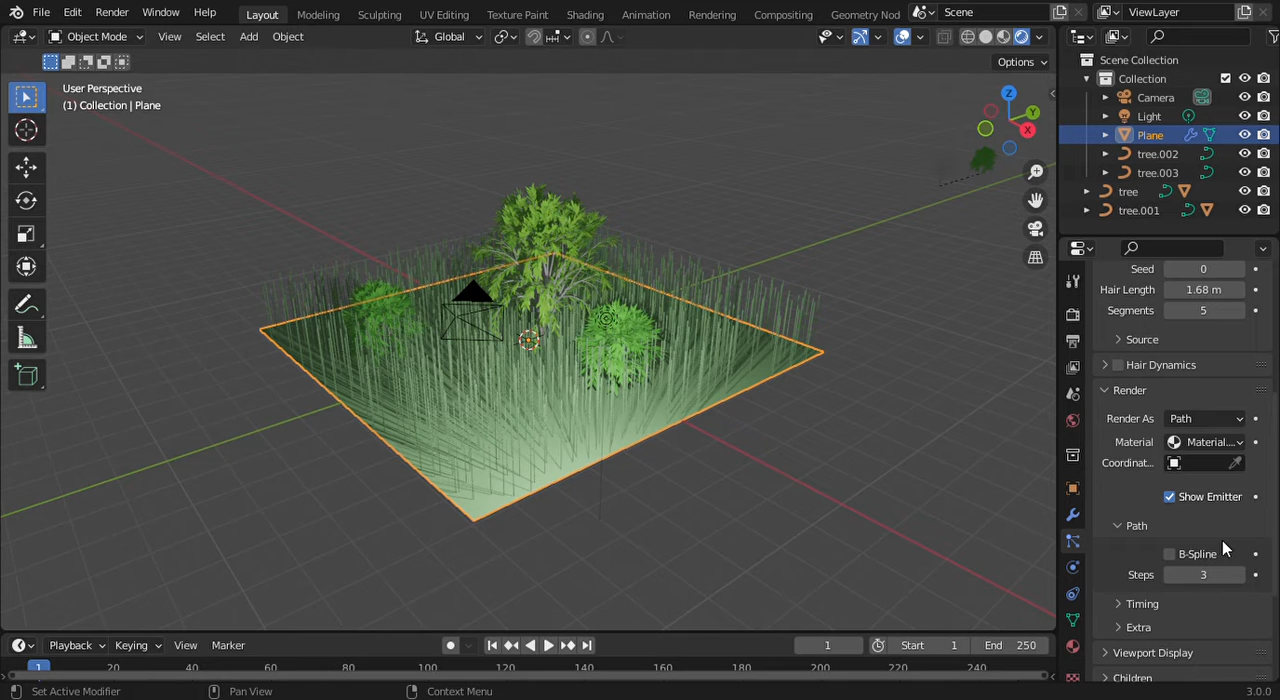 File Edit Render Window Help Layout Modeling Sculpting UV Editing Texture Paint Shading Animation Rendering Compositing Geometry Nod Scene ViewLayer
Object Mode View Select Add Object Global
Options
User Perspective
(1) Collection | Plane
Z
Y
X
Scene Collection
Collection
Camera
Light
Plane
tree.002
tree.003
tree
tree.001
Seed 0
Hair Length 1.68 m
Segments 5
Source
Hair Dynamics
Render
Render As Path
Material Material....
Coordinat...
Show Emitter
Path
B-Spline
Steps 3
Timing
Extra
Viewport Display
Children
Playback Keying View Marker 1 Start 1 End 250
1 20 40 60 80 100 120 140 160 180 200 220 240
Set Active Modifier Pan View Context Menu 3.0.0